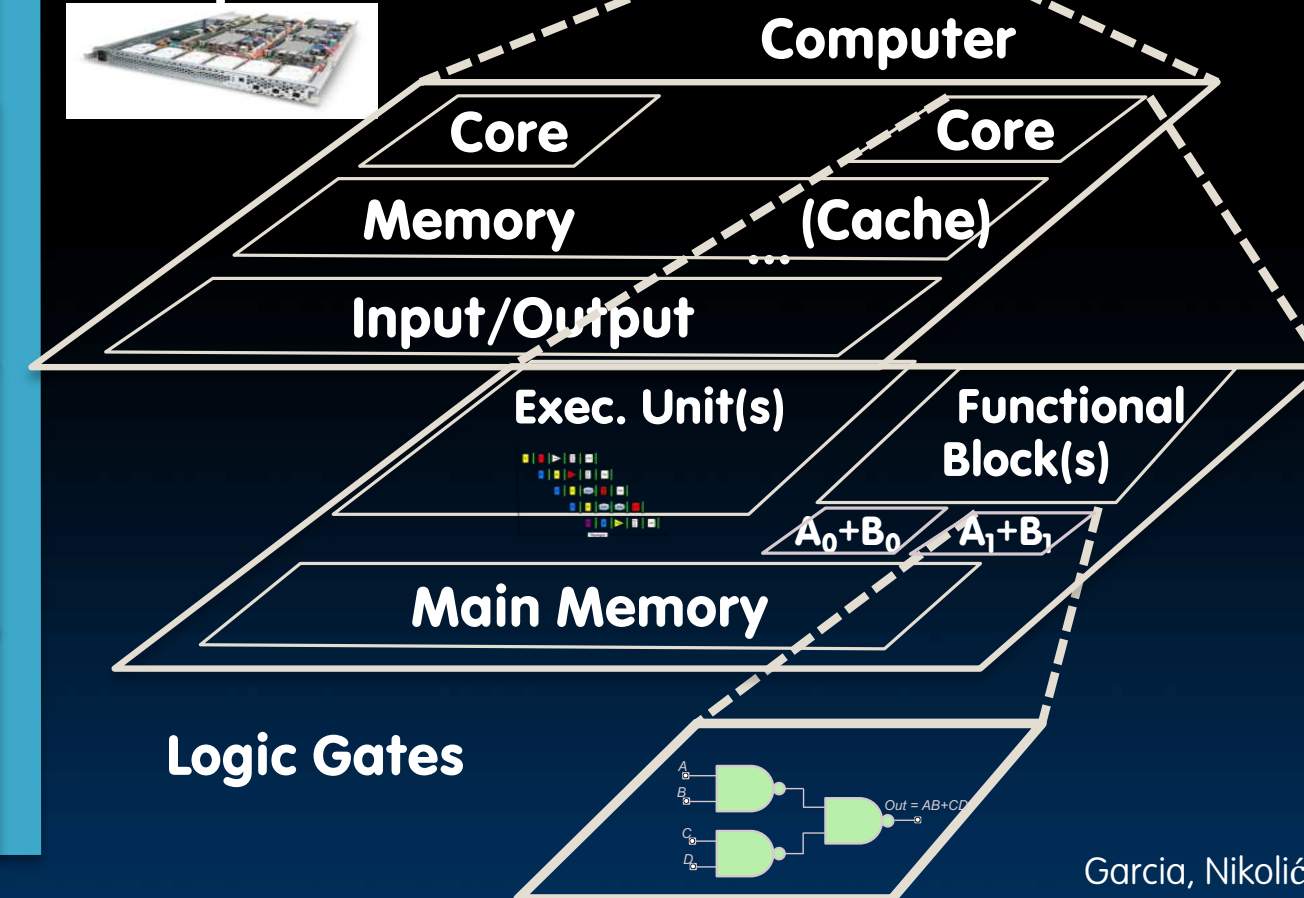 Computer
Core
Core
Memory
(Cache)
...
Input/Output
Exec. Unit(s)
Functional
Block(s)
A₀+B₀
A₁+B₁
Main Memory
Logic Gates
A
B
C
D
Out = AB+CD
Garcia, Nikolić